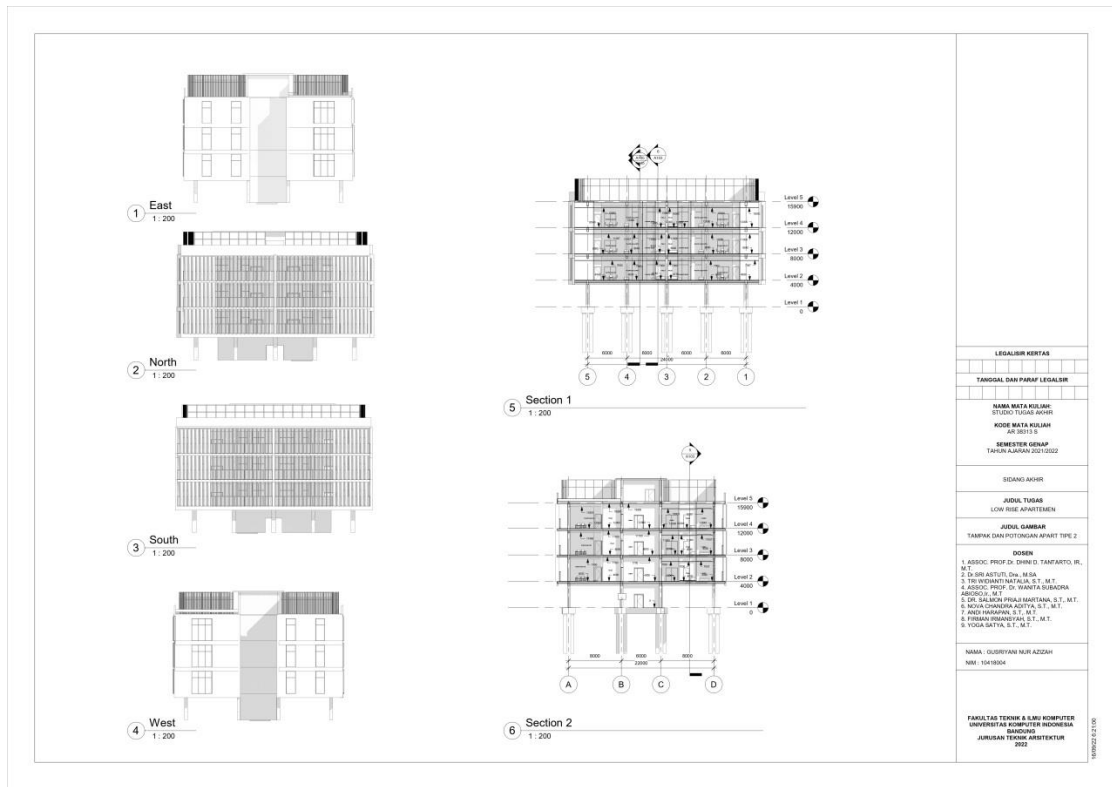 1 East
1 : 200
2 North
1 : 200
3 South
1 : 200
4 West
1 : 200
Level 5
15900
Level 4
12000
Level 3
8000
Level 2
4000
Level 1
0
6000 6000 6000 6000
24000
5 4 3 2 1
5 Section 1
1 : 200
Level 5
15900
Level 4
12000
Level 3
8000
Level 2
4000
Level 1
0
8000 6000 8000
22000
A B C D
6 Section 2
1 : 200
LEGALISIR KERTAS
TANGGAL DAN PARAF LEGALSIR
NAMA MATA KULIAH:
STUDIO TUGAS AKHIR
KODE MATA KULIAH
AR 38313 S
SEMESTER GENAP
TAHUN AJARAN 2021/2022
SIDANG AKHIR
JUDUL TUGAS
LOW RISE APARTEMEN
JUDUL GAMBAR
TAMPAK DAN POTONGAN APART TIPE 2
DOSEN
1. ASSOC. PROF.Dr. DHINI D. TANTARTO, IR.,
M.T.
2. Dr.SRI ASTUTI, Dra., M.SA
3. TRI WIDIANTI NATALIA, S.T., M.T.
4. ASSOC. PROF. Dr. WANITA SUBADRA
ABIOSO,Ir., M.T
5. DR. SALMON PRIAJI MARTANA, S.T., M.T.
6. NOVA CHANDRA ADITYA, S.T., M.T.
7. ANDI HARAPAN, S.T., M.T.
8. FIRMAN IRMANSYAH, S.T., M.T.
9. YOGA SATYA, S.T., M.T.
NAMA : GUSRIYANI NUR AZIZAH
NIM : 10418904
FAKULTAS TEKNIK & ILMU KOMPUTER
UNIVERSITAS KOMPUTER INDONESIA
BANDUNG
JURUSAN TEKNIK ARSITEKTUR
2022